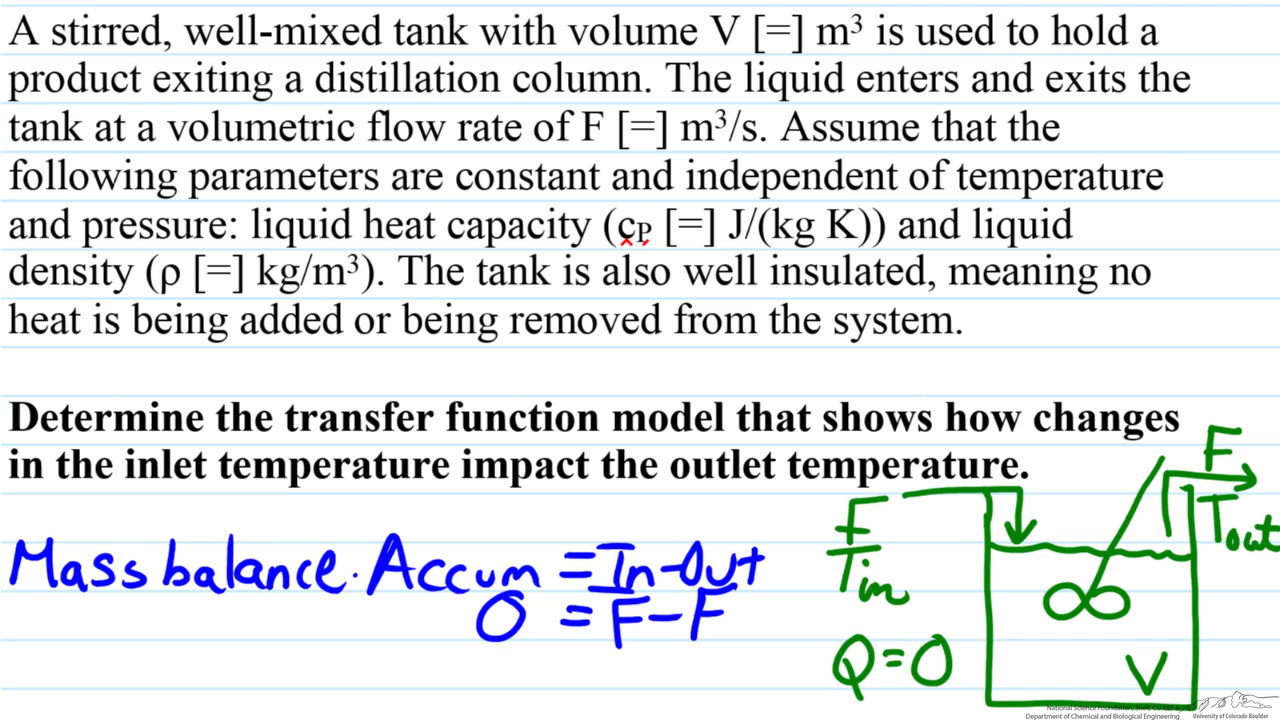 A stirred, well-mixed tank with volume V [=] m³ is used to hold a
product exiting a distillation column. The liquid enters and exits the
tank at a volumetric flow rate of F [=] m³/s. Assume that the
following parameters are constant and independent of temperature
and pressure: liquid heat capacity (cP [=] J/(kg K)) and liquid
density (ρ [=] kg/m³). The tank is also well insulated, meaning no
heat is being added or being removed from the system.
Determine the transfer function model that shows how changes
in the inlet temperature impact the outlet temperature.
Mass balance. Accum = In-Out
0 = F-F
F
Tin
Q=0
F
Tout
V
National Science Foundation
Department of Chemical and Biological Engineering
University of Colorado Boulder